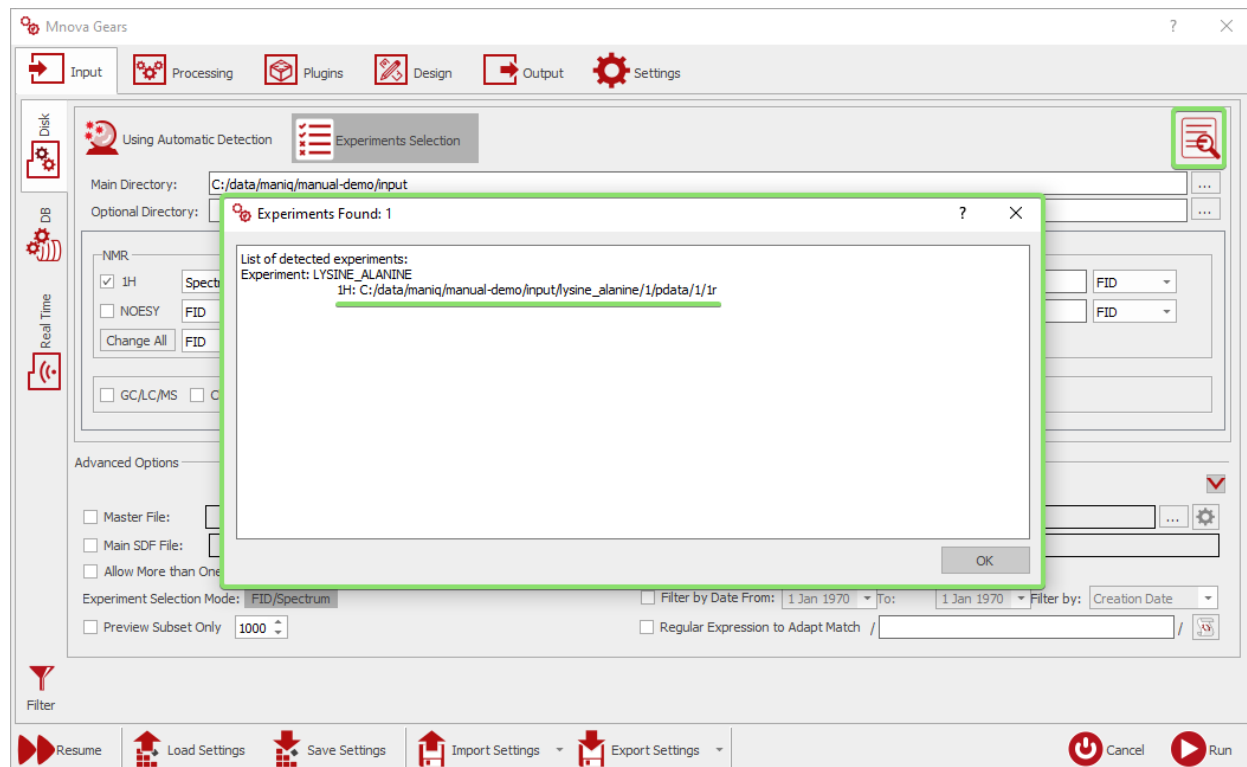 Mnova Gears
?
Input Processing Plugins Design Output Settings
Disk
DB
Real Time
Using Automatic Detection Experiments Selection
Main Directory: C:/data/maniq/manual-demo/input ...
Optional Directory: ...
NMR
1H Spect FID
NOESY FID FID
Change All FID
GC/LC/MS
Experiments Found: 1 ?
List of detected experiments:
Experiment: LYSINE_ALANINE
1H: C:/data/maniq/manual-demo/input/lysine_alanine/1/pdata/1/1r
OK
Advanced Options
Master File: ...
Main SDF File:
Allow More than One
Experiment Selection Mode: FID/Spectrum Filter by Date From: 1 Jan 1970 To: 1 Jan 1970 Filter by: Creation Date
Preview Subset Only 1000 Regular Expression to Adapt Match / /
Filter
Resume Load Settings Save Settings Import Settings Export Settings Cancel Run